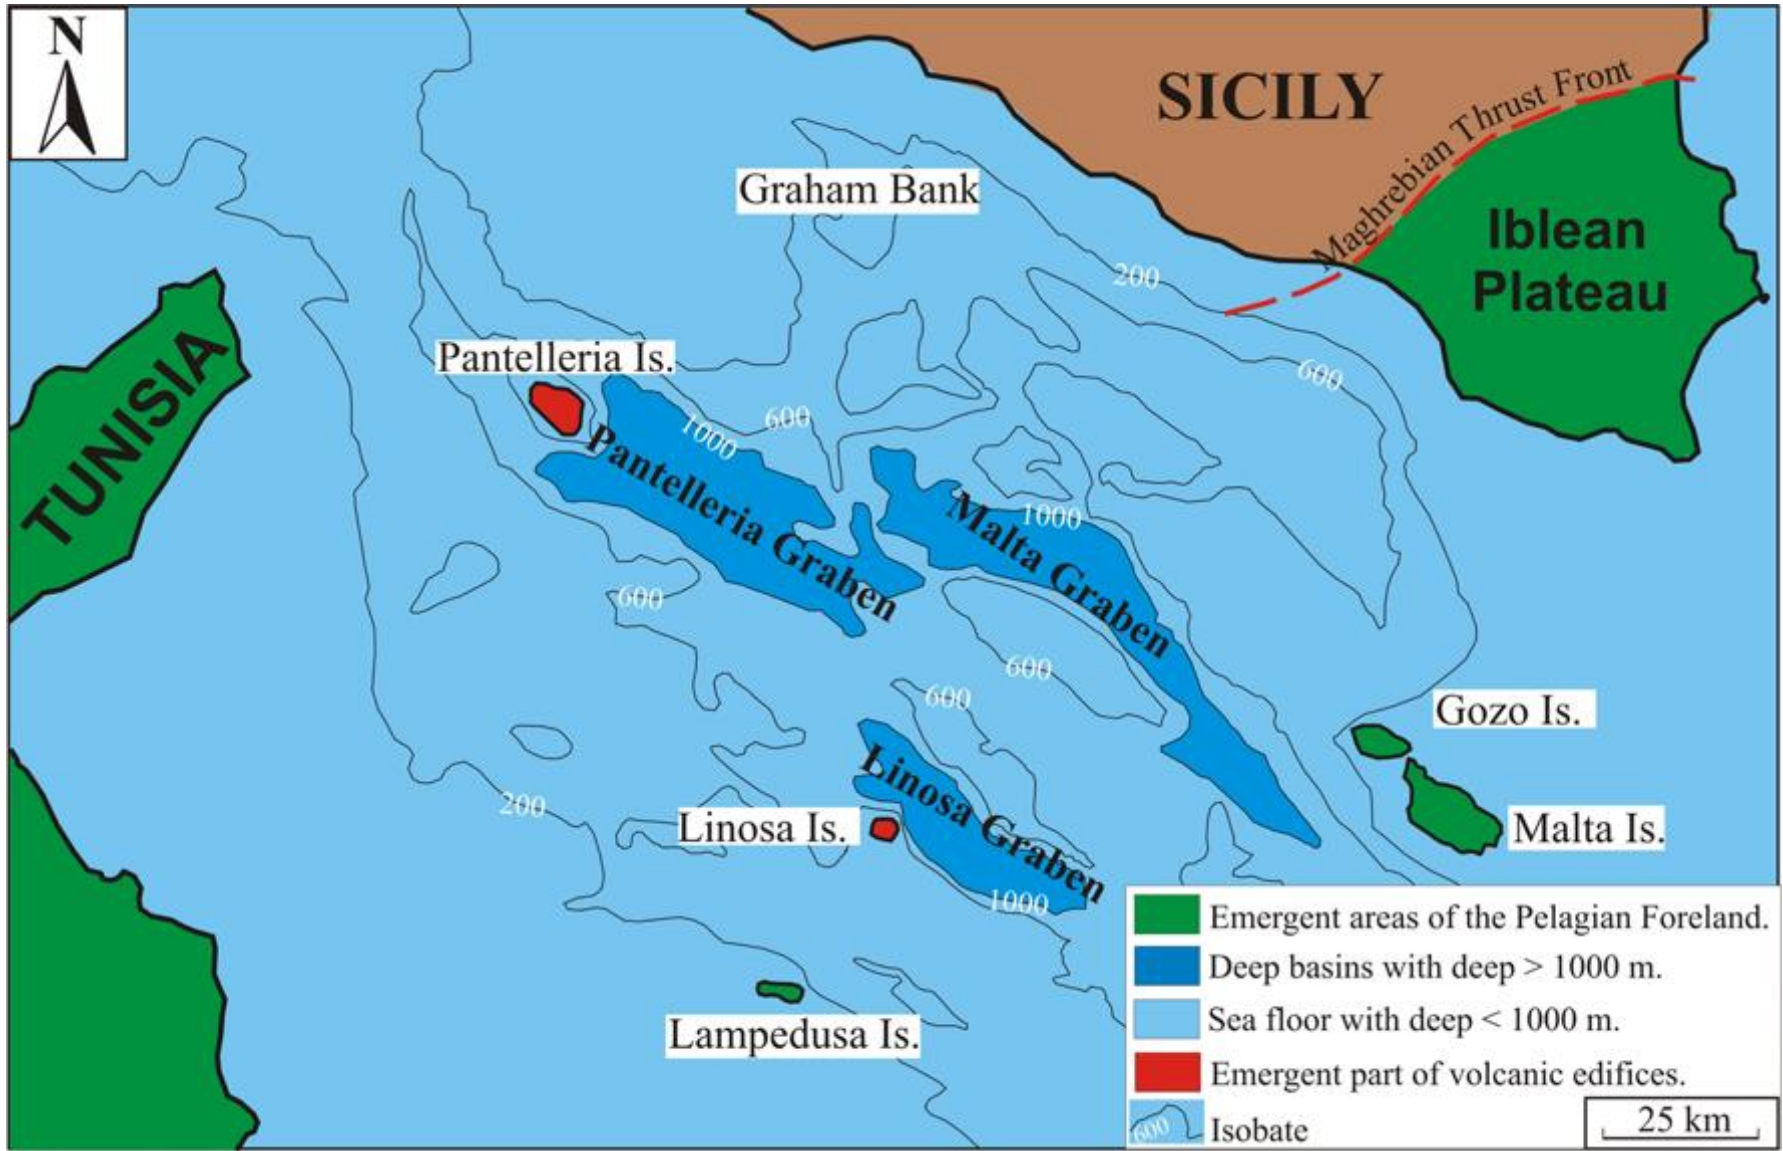 N
SICILY
Maghrebian Thrust Front
Graham Bank
Iblean
Plateau
200
TUNISIA
Pantelleria Is.
600
600
1000
Pantelleria Graben
1000
Malta Graben
600
600
600
Gozo Is.
Linosa Graben
200
Linosa Is.
Malta Is.
1000
Lampedusa Is.
Emergent areas of the Pelagian Foreland.
Deep basins with deep > 1000 m.
Sea floor with deep < 1000 m.
Emergent part of volcanic edifices.
600
Isobate
25 km